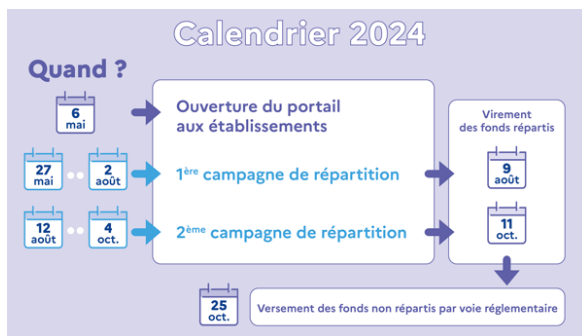 Calendrier 2024
Quand ?
6
mai
Ouverture du portail
aux établissements
Virement
des fonds répartis
27
mai
2
août
1ère campagne de répartition
9
août
12
août
4
oct.
2ème campagne de répartition
11
oct.
25
oct.
Versement des fonds non répartis par voie réglementaire